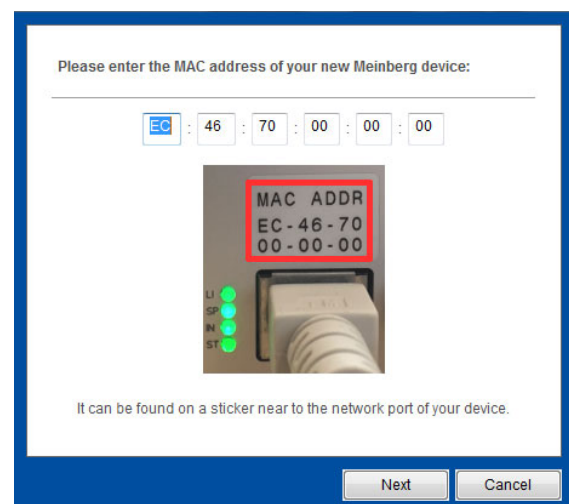 Please enter the MAC address of your new Meinberg device:
EC : 46 : 70 : 00 : 00 : 00
MAC ADDR
EC-46-70
00-00-00
LI
SP
IN
ST
It can be found on a sticker near to the network port of your device.
Next Cancel